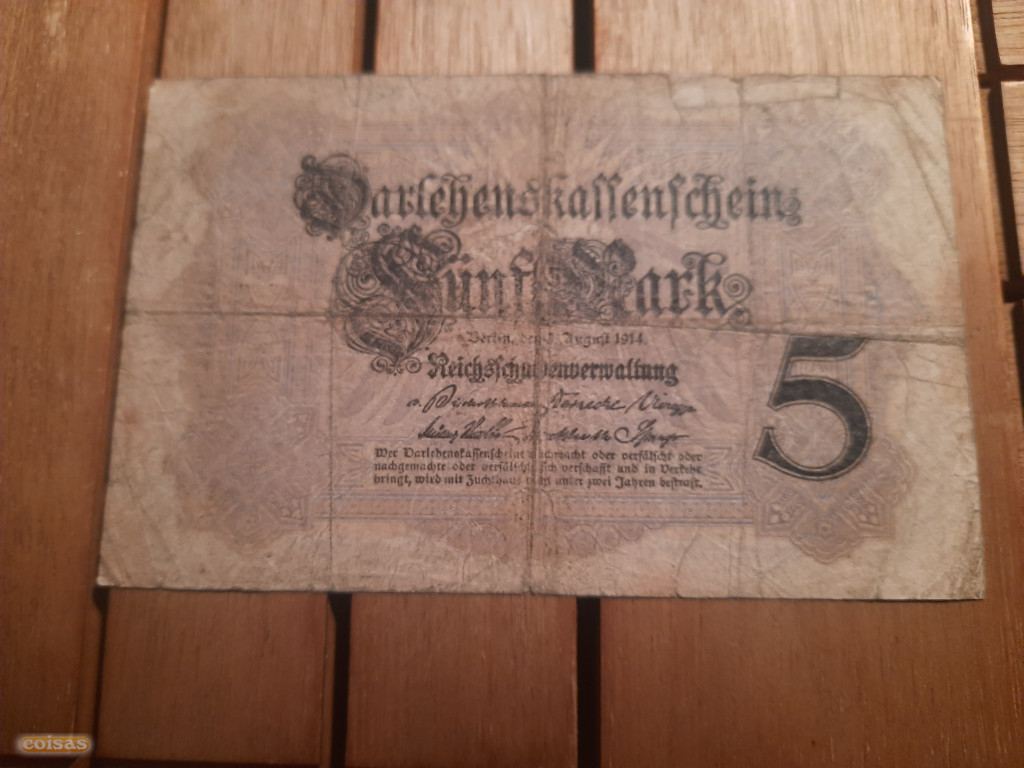 Darlehenskassenschein
Fünf Mark
Berlin, den 5. August 1914.
Reichsschuldenverwaltung
5
Wer Darlehenskassenscheine nachmacht oder verfälscht oder
nachgemachte oder verfälschte sich verschafft und in Verkehr
bringt, wird mit Zuchthaus nicht unter zwei Jahren bestraft.
coisas